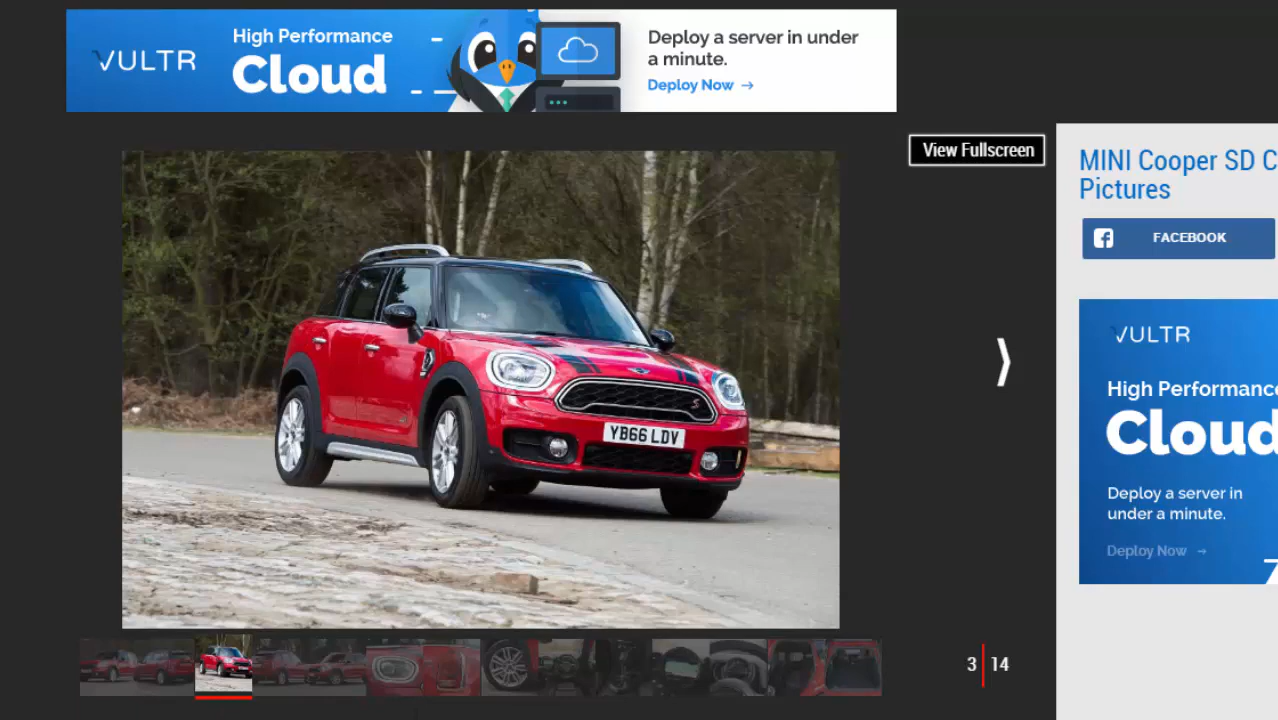 VULTR
High Performance
Cloud
Deploy a server in under
a minute.
Deploy Now →
View Fullscreen
MINI Cooper SD C
Pictures
FACEBOOK
YB66 LDV
VULTR
High Performance
Cloud
Deploy a server in
under a minute.
Deploy Now →
3 14